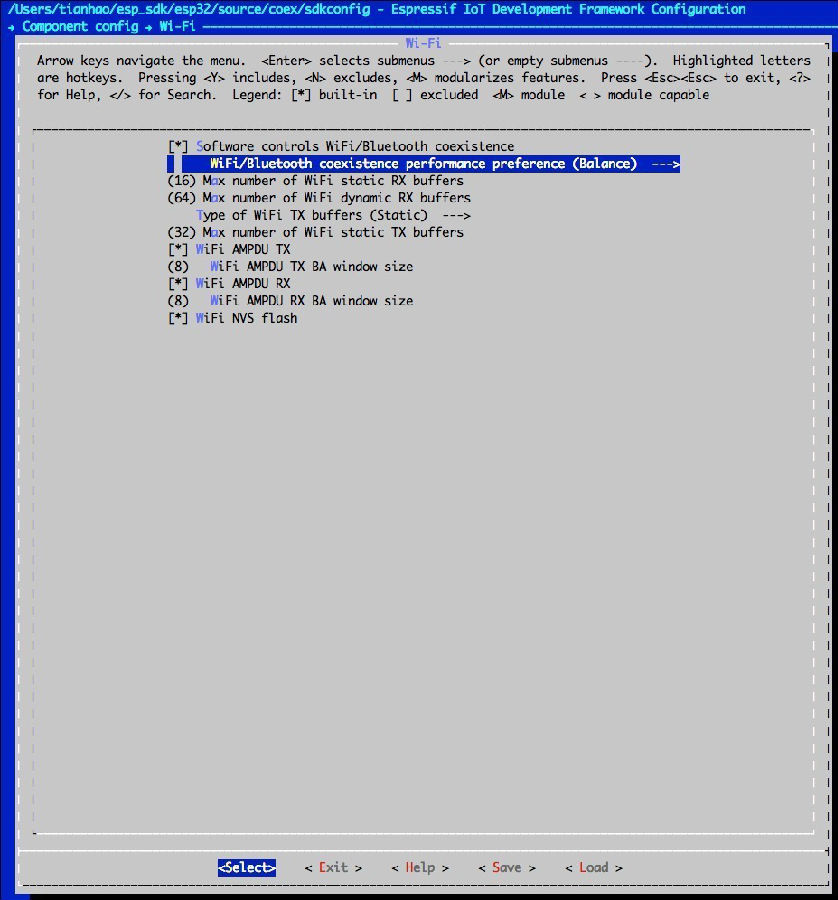 /Users/tianhao/esp_sdk/esp32/source/coex/sdkconfig - Espressif IoT Development Framework Configuration
→ Component config → Wi-Fi
Wi-Fi
Arrow keys navigate the menu.  <Enter> selects submenus ---> (or empty submenus ----).  Highlighted letters
are hotkeys.  Pressing <Y> includes, <N> excludes, <M> modularizes features.  Press <Esc><Esc> to exit, <?>
for Help, </> for Search.  Legend: [*] built-in  [ ] excluded  <M> module  < > module capable
[*] Software controls WiFi/Bluetooth coexistence
WiFi/Bluetooth coexistence performance preference (Balance)  --->
(16) Max number of WiFi static RX buffers
(64) Max number of WiFi dynamic RX buffers
Type of WiFi TX buffers (Static)  --->
(32) Max number of WiFi static TX buffers
[*] WiFi AMPDU TX
(8)   WiFi AMPDU TX BA window size
[*] WiFi AMPDU RX
(8)   WiFi AMPDU RX BA window size
[*] WiFi NVS flash
<Select>    < Exit >    < Help >    < Save >    < Load >